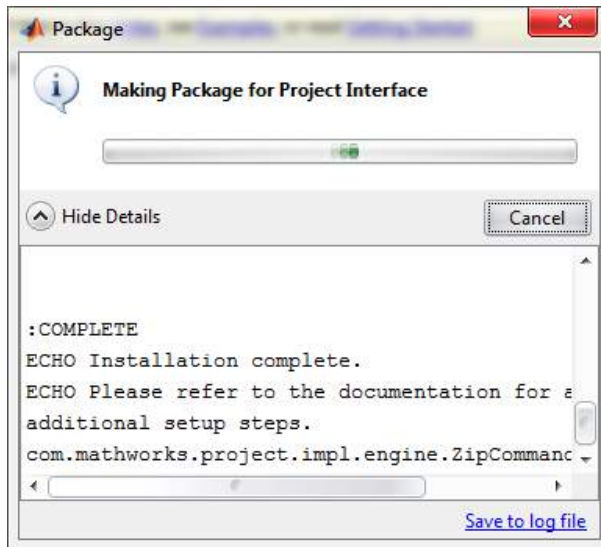 Package
Making Package for Project Interface
Hide Details
Cancel
:COMPLETE
ECHO Installation complete.
ECHO Please refer to the documentation for a
additional setup steps.
com.mathworks.project.impl.engine.ZipCommand
Save to log file